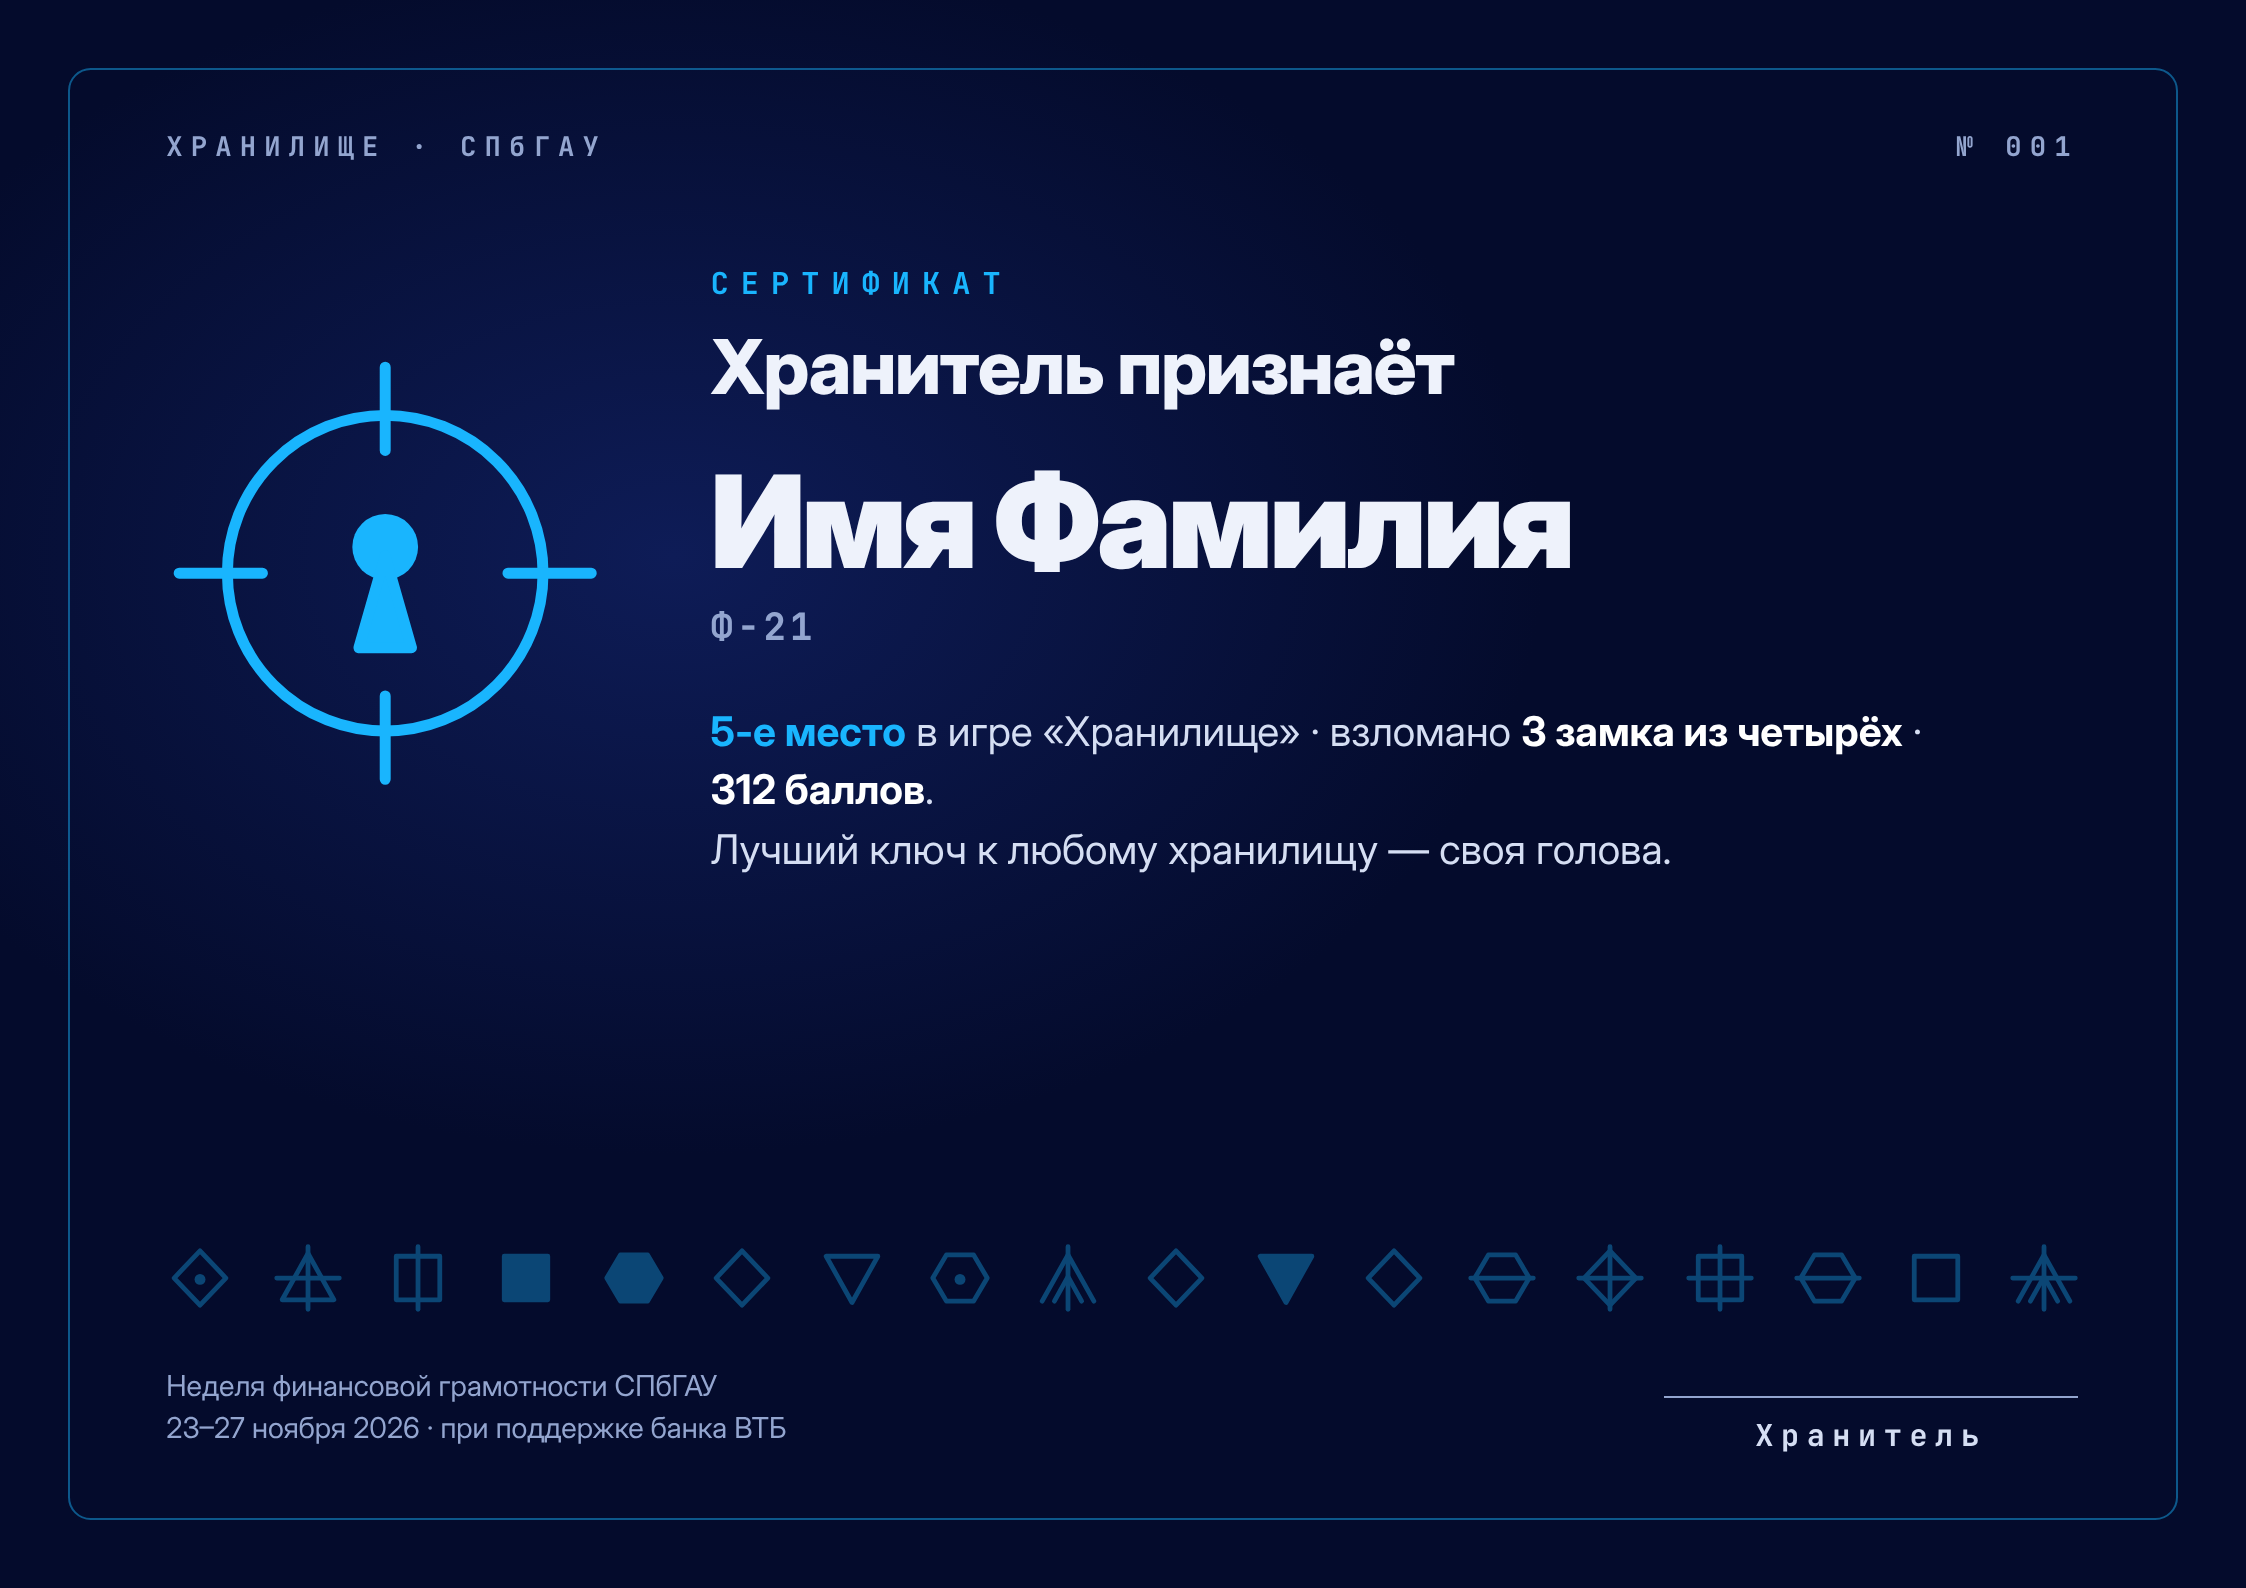 ХРАНИЛИЩЕ · СПбГАУ
№ 001
СЕРТИФИКАТ
Хранитель признаёт
Имя Фамилия
Ф-21
5-е место в игре «Хранилище» · взломано 3 замка из четырёх ·
312 баллов.
Лучший ключ к любому хранилищу — своя голова.
Неделя финансовой грамотности СПбГАУ
23–27 ноября 2026 · при поддержке банка ВТБ
Хранитель